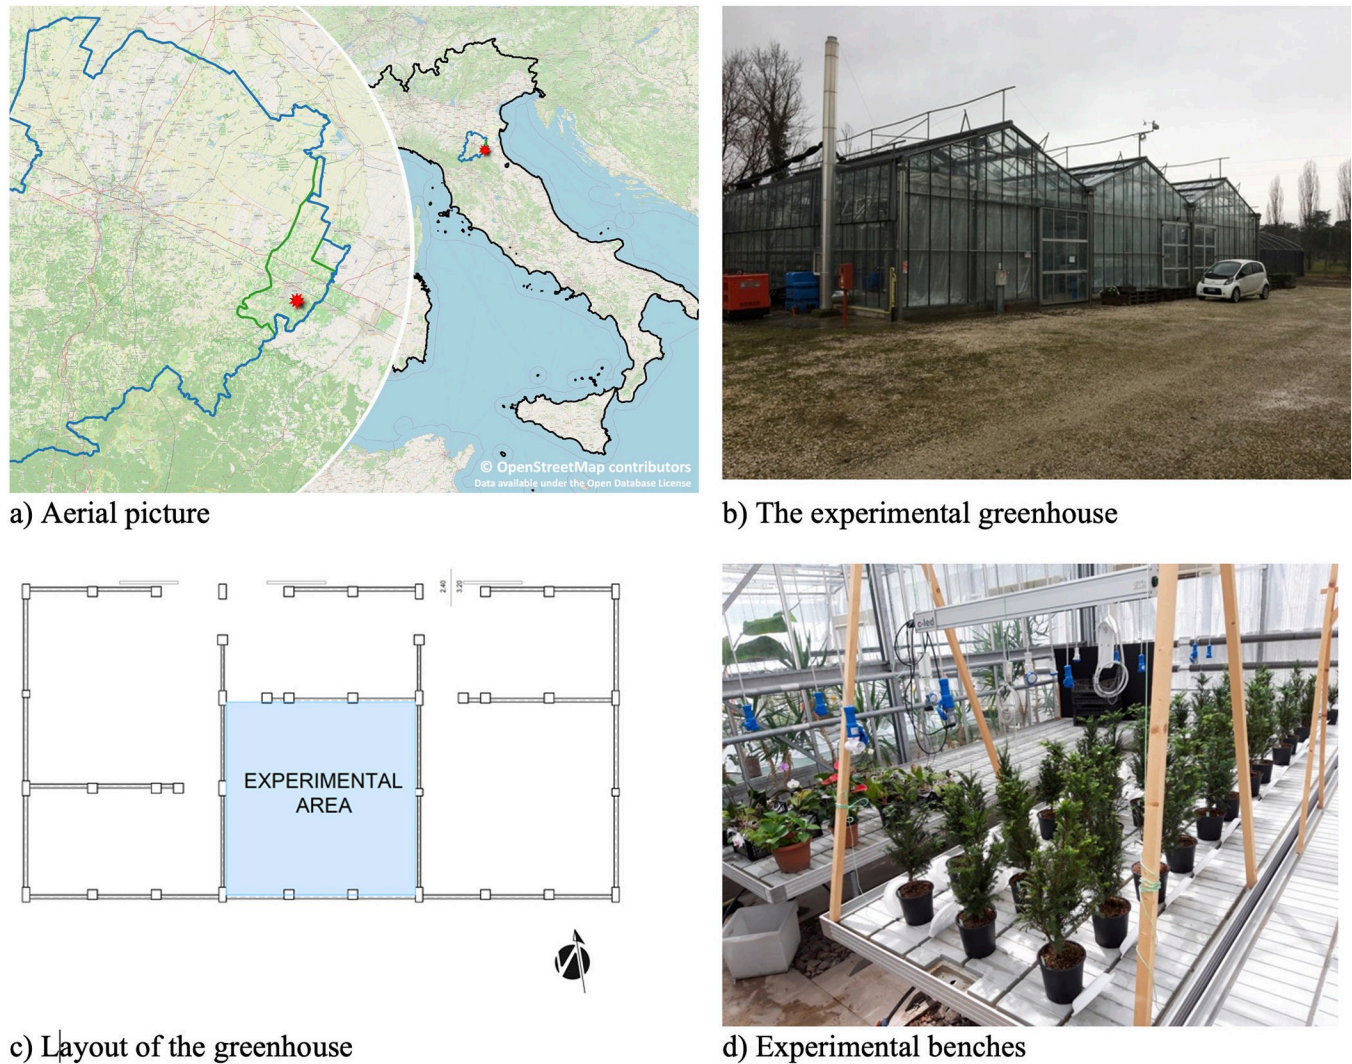 © OpenStreetMap contributors
Data available under the Open Database License
a) Aerial picture
b) The experimental greenhouse
2.40
3.20
EXPERIMENTAL
AREA
c-led
c) Layout of the greenhouse
d) Experimental benches